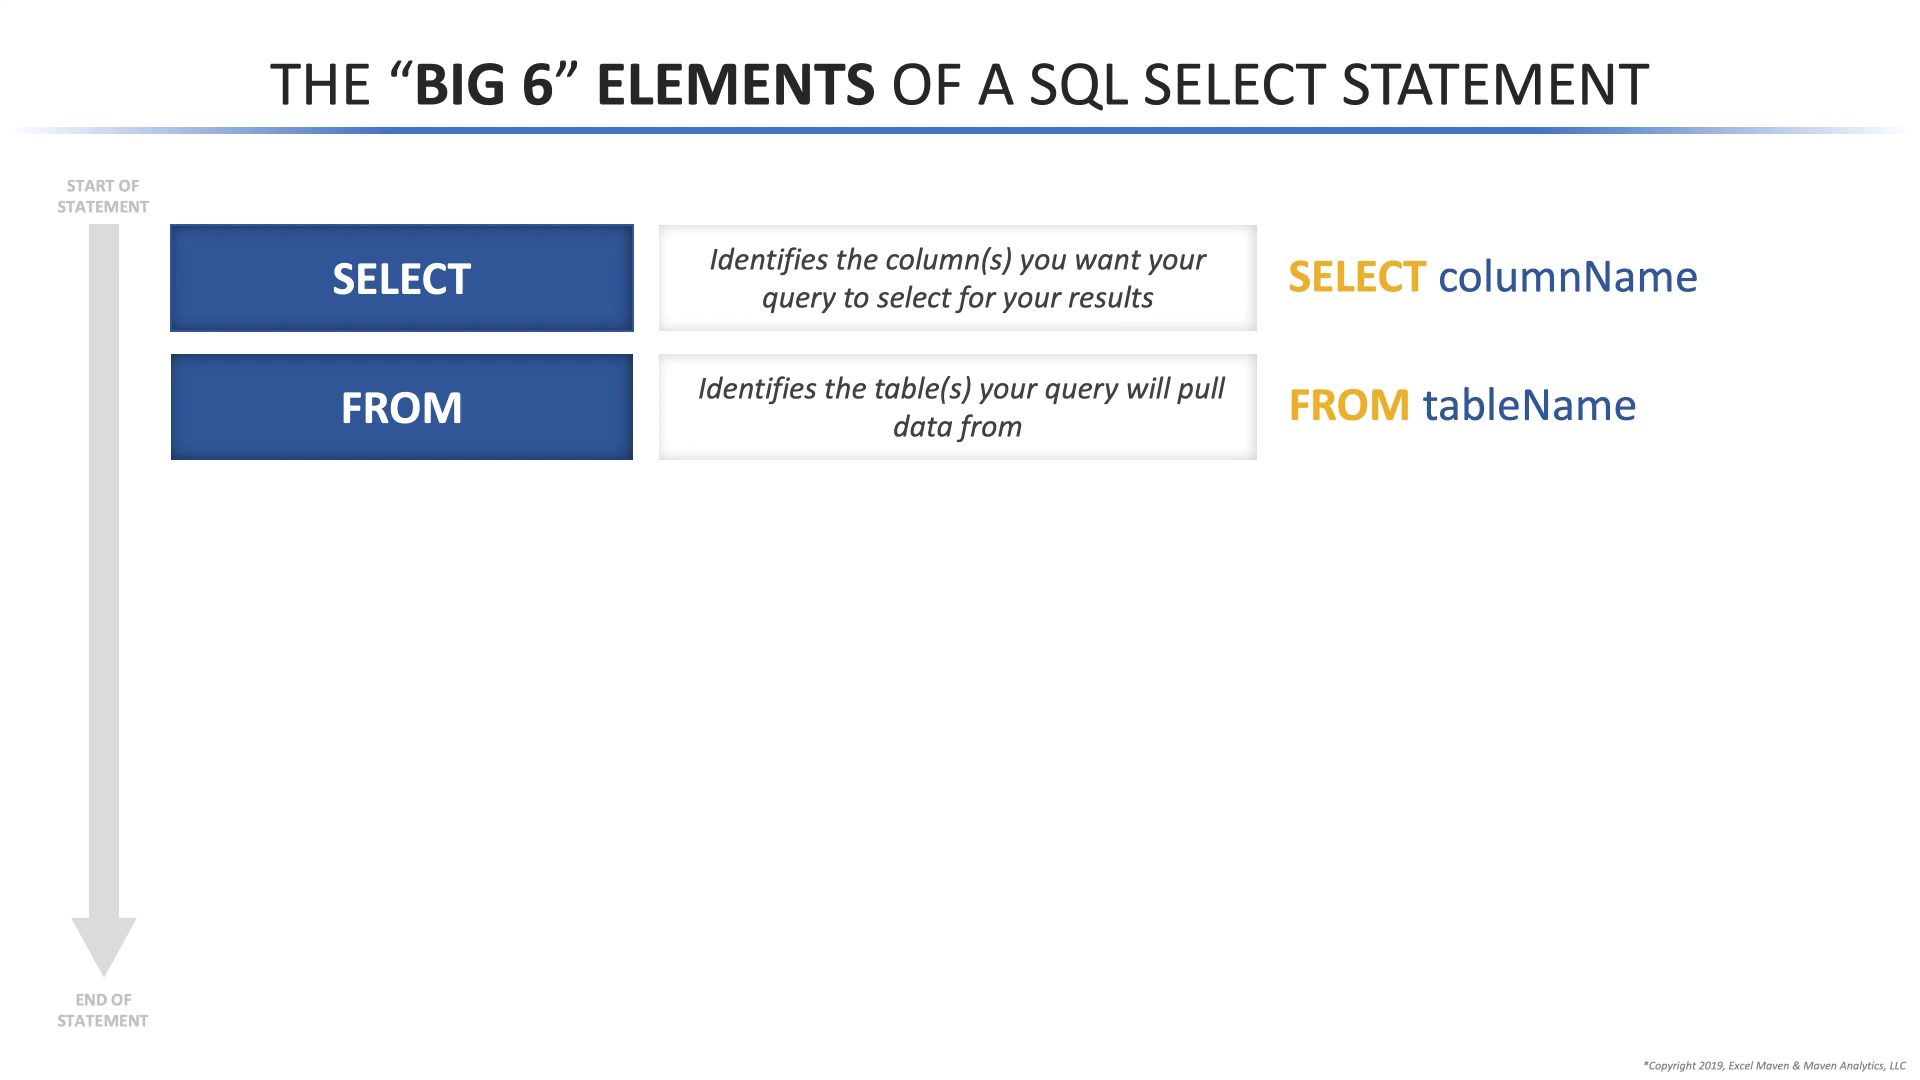 THE “BIG 6” ELEMENTS OF A SQL SELECT STATEMENT
START OF
STATEMENT
SELECT
Identifies the column(s) you want your
query to select for your results
SELECT columnName
FROM
Identifies the table(s) your query will pull
data from
FROM tableName
END OF
STATEMENT
*Copyright 2019, Excel Maven & Maven Analytics, LLC